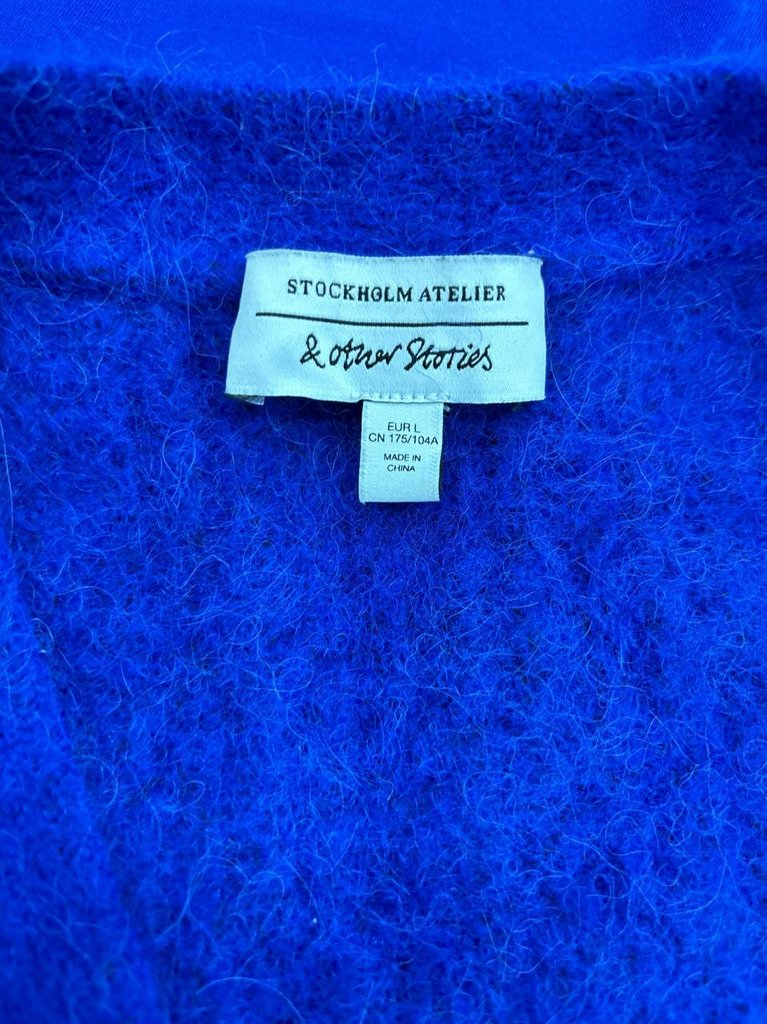 STOCKHOLM ATELIER
& Other Stories
EUR L
CN 175/104A
MADE IN
CHINA